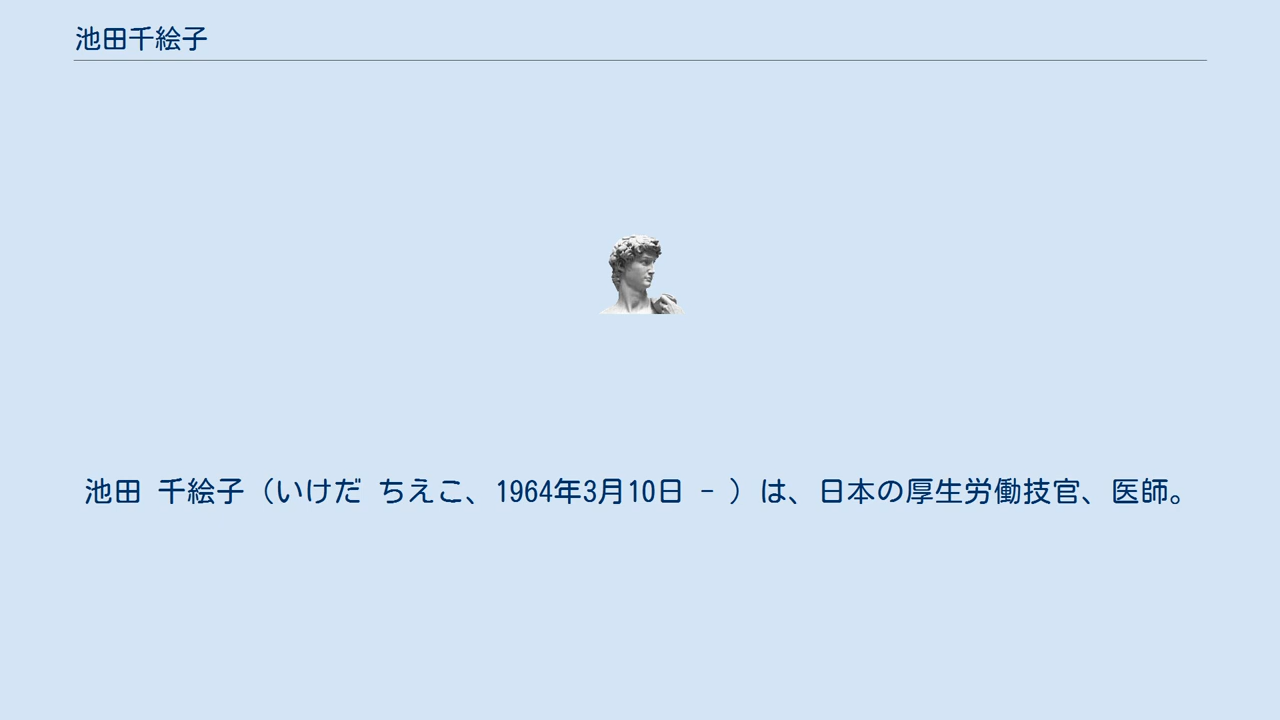 池田千絵子
池田 千絵子（いけだ ちえこ、1964年3月10日 - ）は、日本の厚生労働技官、医師。